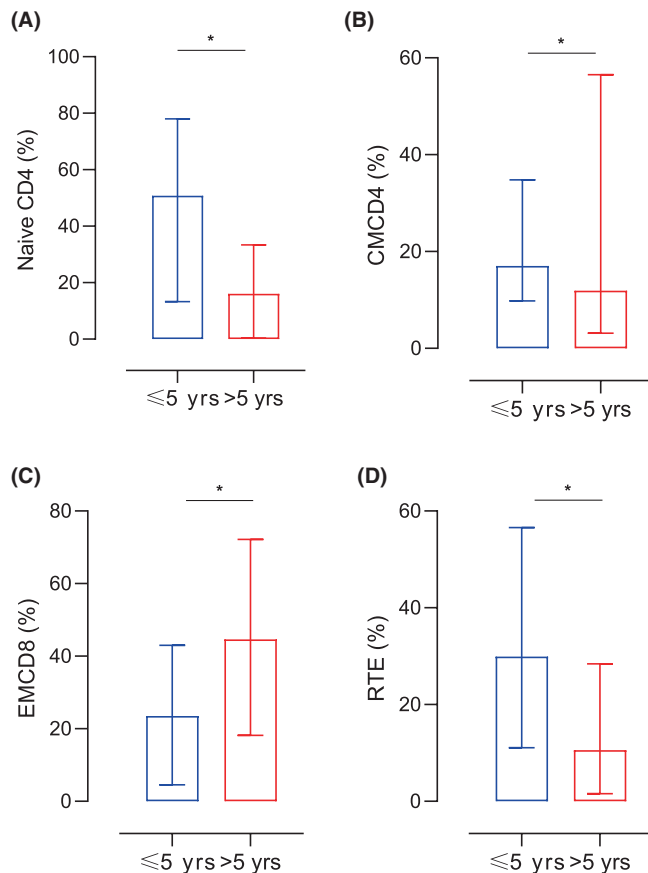 (A)
*
Naive CD4 (%)
100
80
60
40
20
0
≤5 yrs >5 yrs
(B)
*
CMCD4 (%)
60
40
20
0
≤5 yrs >5 yrs
(C)
*
EMCD8 (%)
80
60
40
20
0
≤5 yrs >5 yrs
(D)
*
RTE (%)
60
40
20
0
≤5 yrs >5 yrs